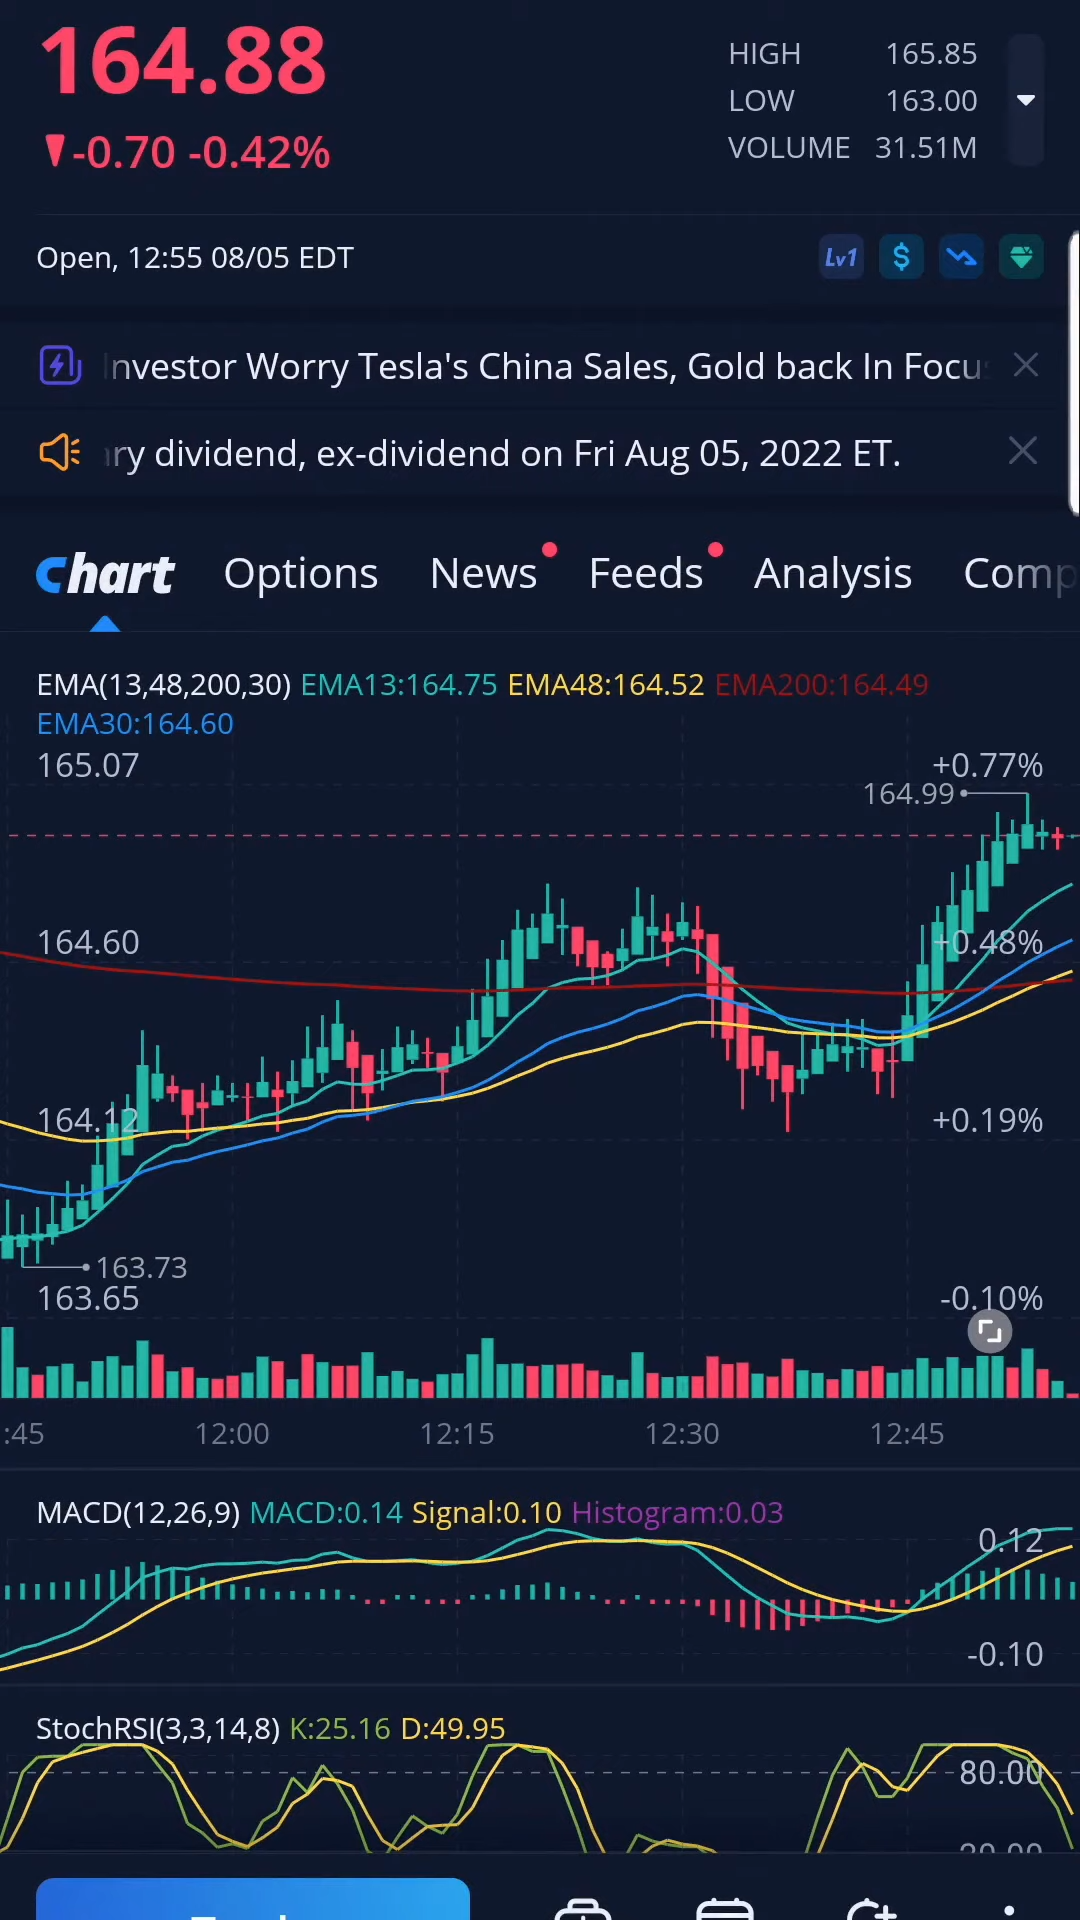 164.88
-0.70 -0.42%
HIGH 165.85
LOW 163.00
VOLUME 31.51M
Open, 12:55 08/05 EDT
Lv1 $
Investor Worry Tesla's China Sales, Gold back In Focus
ry dividend, ex-dividend on Fri Aug 05, 2022 ET.
Chart Options News Feeds Analysis Comp
EMA(13,48,200,30) EMA13:164.75 EMA48:164.52 EMA200:164.49
EMA30:164.60
165.07 +0.77%
164.99
164.60 +0.48%
164.12 +0.19%
163.73
163.65 -0.10%
:45 12:00 12:15 12:30 12:45
MACD(12,26,9) MACD:0.14 Signal:0.10 Histogram:0.03
0.12
-0.10
StochRSI(3,3,14,8) K:25.16 D:49.95
80.00